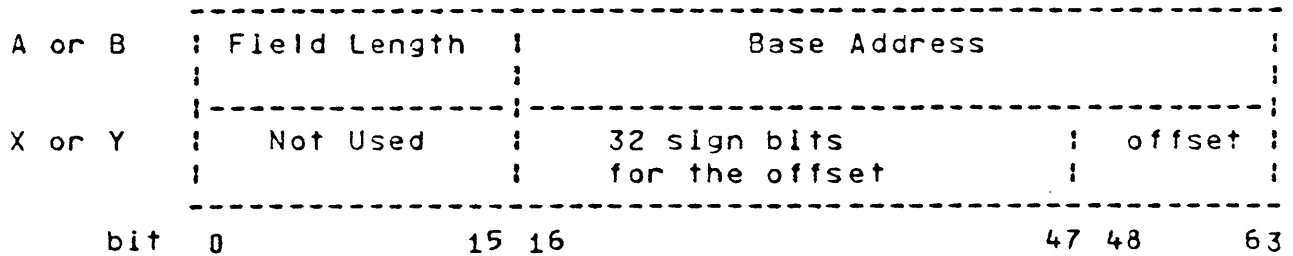 A or B : Field Length : Base Address :
X or Y : Not Used : 32 sign bits : offset :
: : for the offset : :
bit 0 15 16 47 48 63